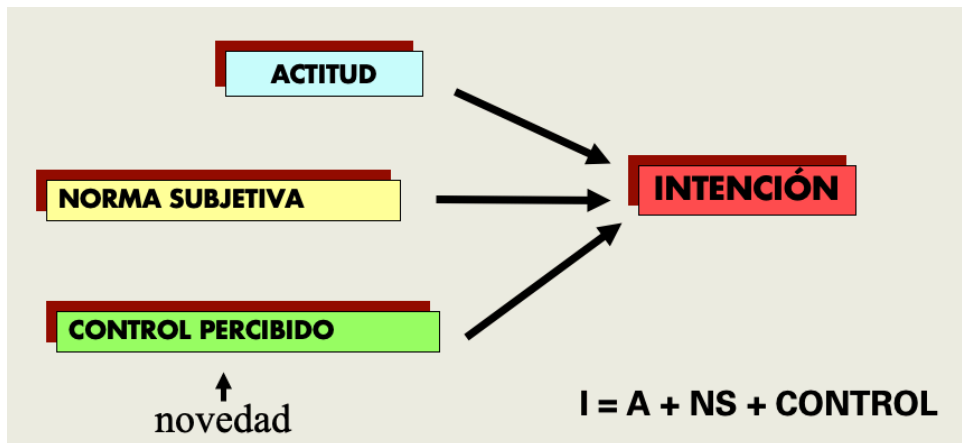 ACTITUD
NORMA SUBJETIVA
INTENCIÓN
CONTROL PERCIBIDO
novedad
I = A + NS + CONTROL